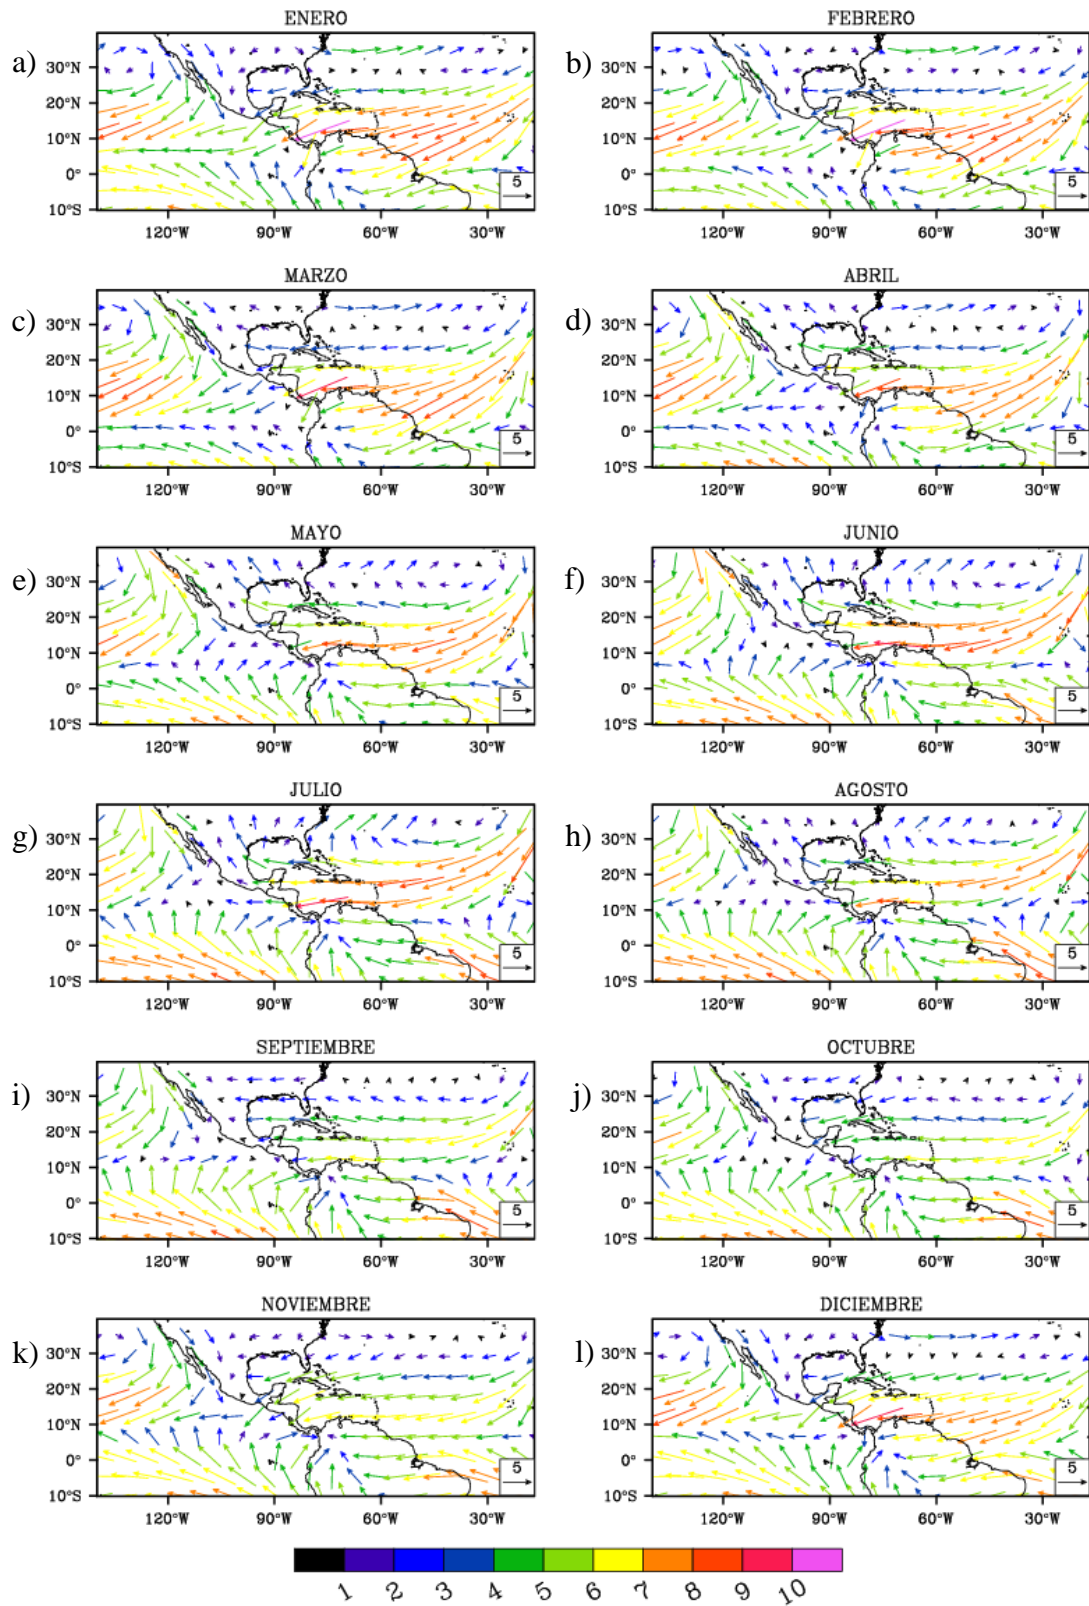 ENERO
FEBRERO
a)
30°N
20°N
10°N
0°
10°S
5
120°W
90°W
60°W
30°W
b)
30°N
20°N
10°N
0°
10°S
5
120°W
90°W
60°W
30°W
MARZO
ABRIL
c)
30°N
20°N
10°N
0°
10°S
5
120°W
90°W
60°W
30°W
d)
30°N
20°N
10°N
0°
10°S
5
120°W
90°W
60°W
30°W
MAYO
JUNIO
e)
30°N
20°N
10°N
0°
10°S
5
120°W
90°W
60°W
30°W
f)
30°N
20°N
10°N
0°
10°S
5
120°W
90°W
60°W
30°W
JULIO
AGOSTO
g)
30°N
20°N
10°N
0°
10°S
5
120°W
90°W
60°W
30°W
h)
30°N
20°N
10°N
0°
10°S
5
120°W
90°W
60°W
30°W
SEPTIEMBRE
OCTUBRE
i)
30°N
20°N
10°N
0°
10°S
5
120°W
90°W
60°W
30°W
j)
30°N
20°N
10°N
0°
10°S
5
120°W
90°W
60°W
30°W
NOVIEMBRE
DICIEMBRE
k)
30°N
20°N
10°N
0°
10°S
5
120°W
90°W
60°W
30°W
l)
30°N
20°N
10°N
0°
10°S
5
120°W
90°W
60°W
30°W
1 2 3 4 5 6 7 8 9 10